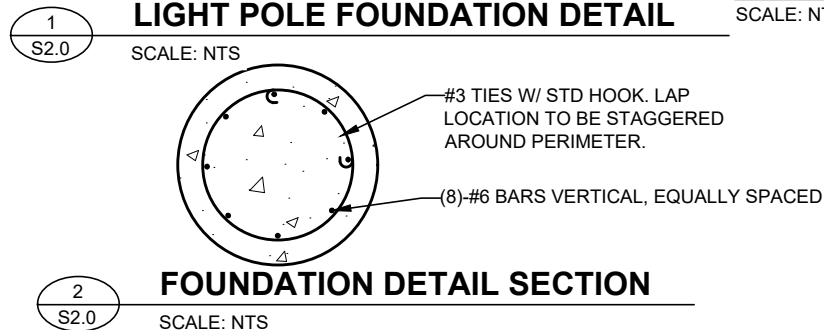 LIGHT POLE FOUNDATION DETAIL
1
S2.0
SCALE: NTS
SCALE:
#3 TIES W/ STD HOOK. LAP
LOCATION TO BE STAGGERED
AROUND PERIMETER.
(8)-#6 BARS VERTICAL, EQUALLY SPACED
FOUNDATION DETAIL SECTION
2
S2.0
SCALE: NTS